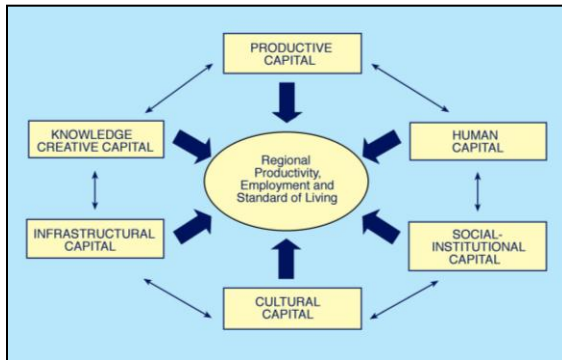 PRODUCTIVE
CAPITAL
KNOWLEDGE
CREATIVE CAPITAL
HUMAN
CAPITAL
Regional
Productivity,
Employment and
Standard of Living
INFRASTRUCTURAL
CAPITAL
SOCIAL-
INSTITUTIONAL
CAPITAL
CULTURAL
CAPITAL